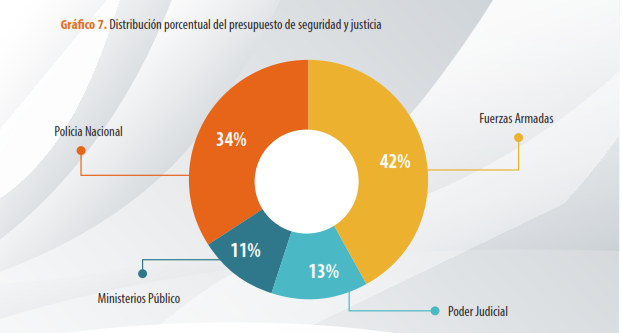 Gráfico 7. Distribución porcentual del presupuesto de seguridad y justicia
Fuerzas Armadas
Policia Nacional
34%
42%
11%
13%
Ministerios Público
Poder Judicial